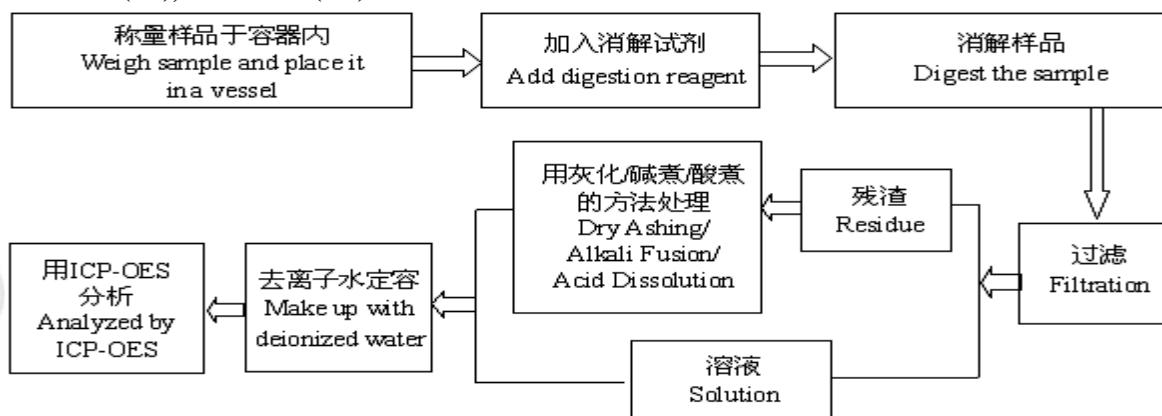 称量样品于容器内
Weigh sample and place it
in a vessel
加入消解试剂
Add digestion reagent
消解样品
Digest the sample
过滤
Filtration
残渣
Residue
用灰化/碱煮/酸煮
的方法处理
Dry Ashing/
Alkali Fusion/
Acid Dissolution
溶液
Solution
去离子水定容
Make up with
deionized water
用ICP-OES
分析
Analyzed by
ICP-OES